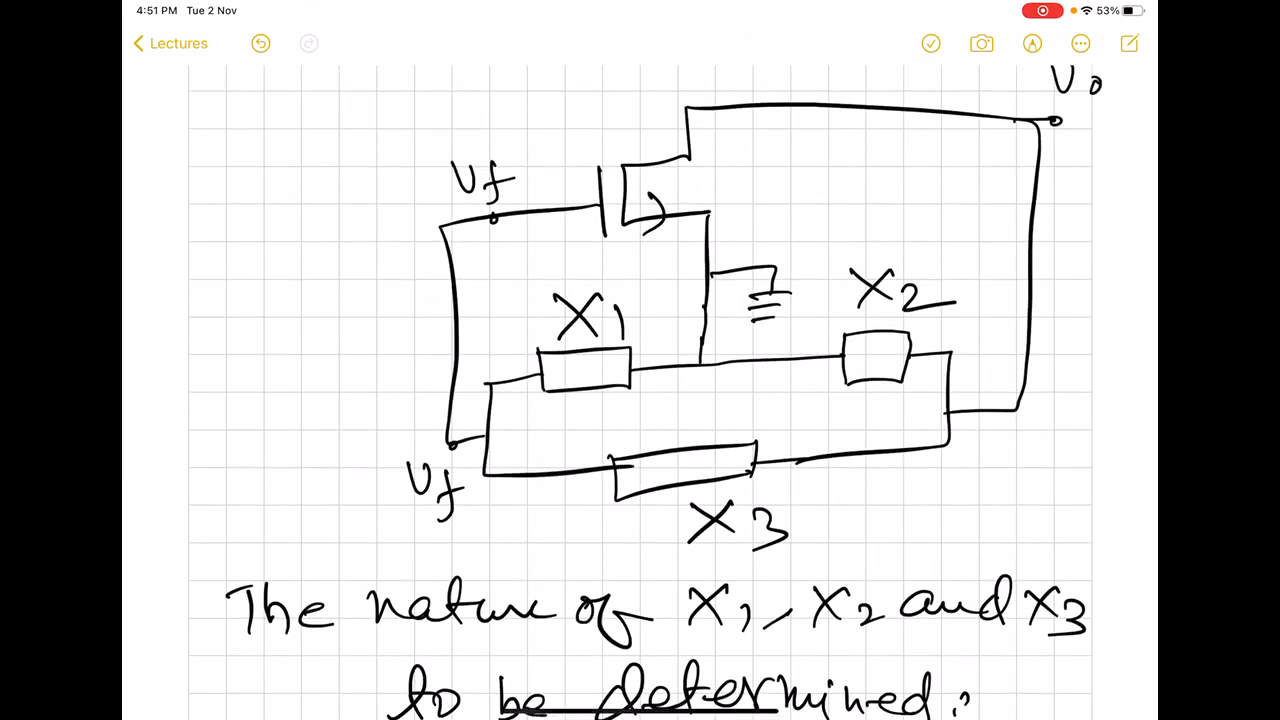 4:51 PM Tue 2 Nov
53%
Lectures
Vo
Vf
X1
X2
Vf
X3
The nature of X1, X2 and X3
to be determined: